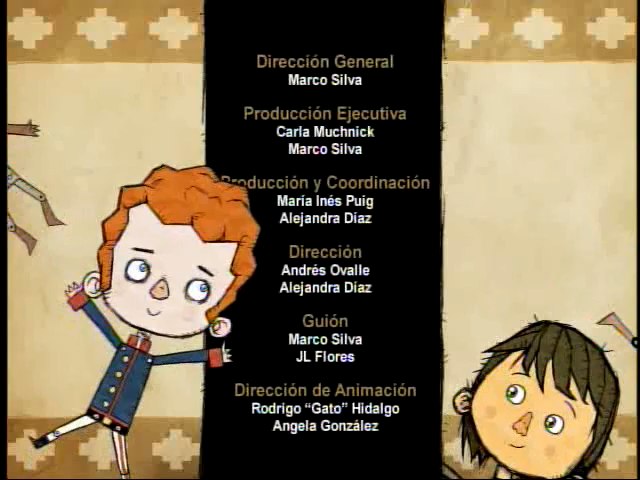 Dirección General
Marco Silva
Producción Ejecutiva
Carla Muchnick
Marco Silva
Producción y Coordinación
María Inés Puig
Alejandra Díaz
Dirección
Andrés Ovalle
Alejandra Díaz
Guión
Marco Silva
JL Flores
Dirección de Animación
Rodrigo “Gato” Hidalgo
Angela González